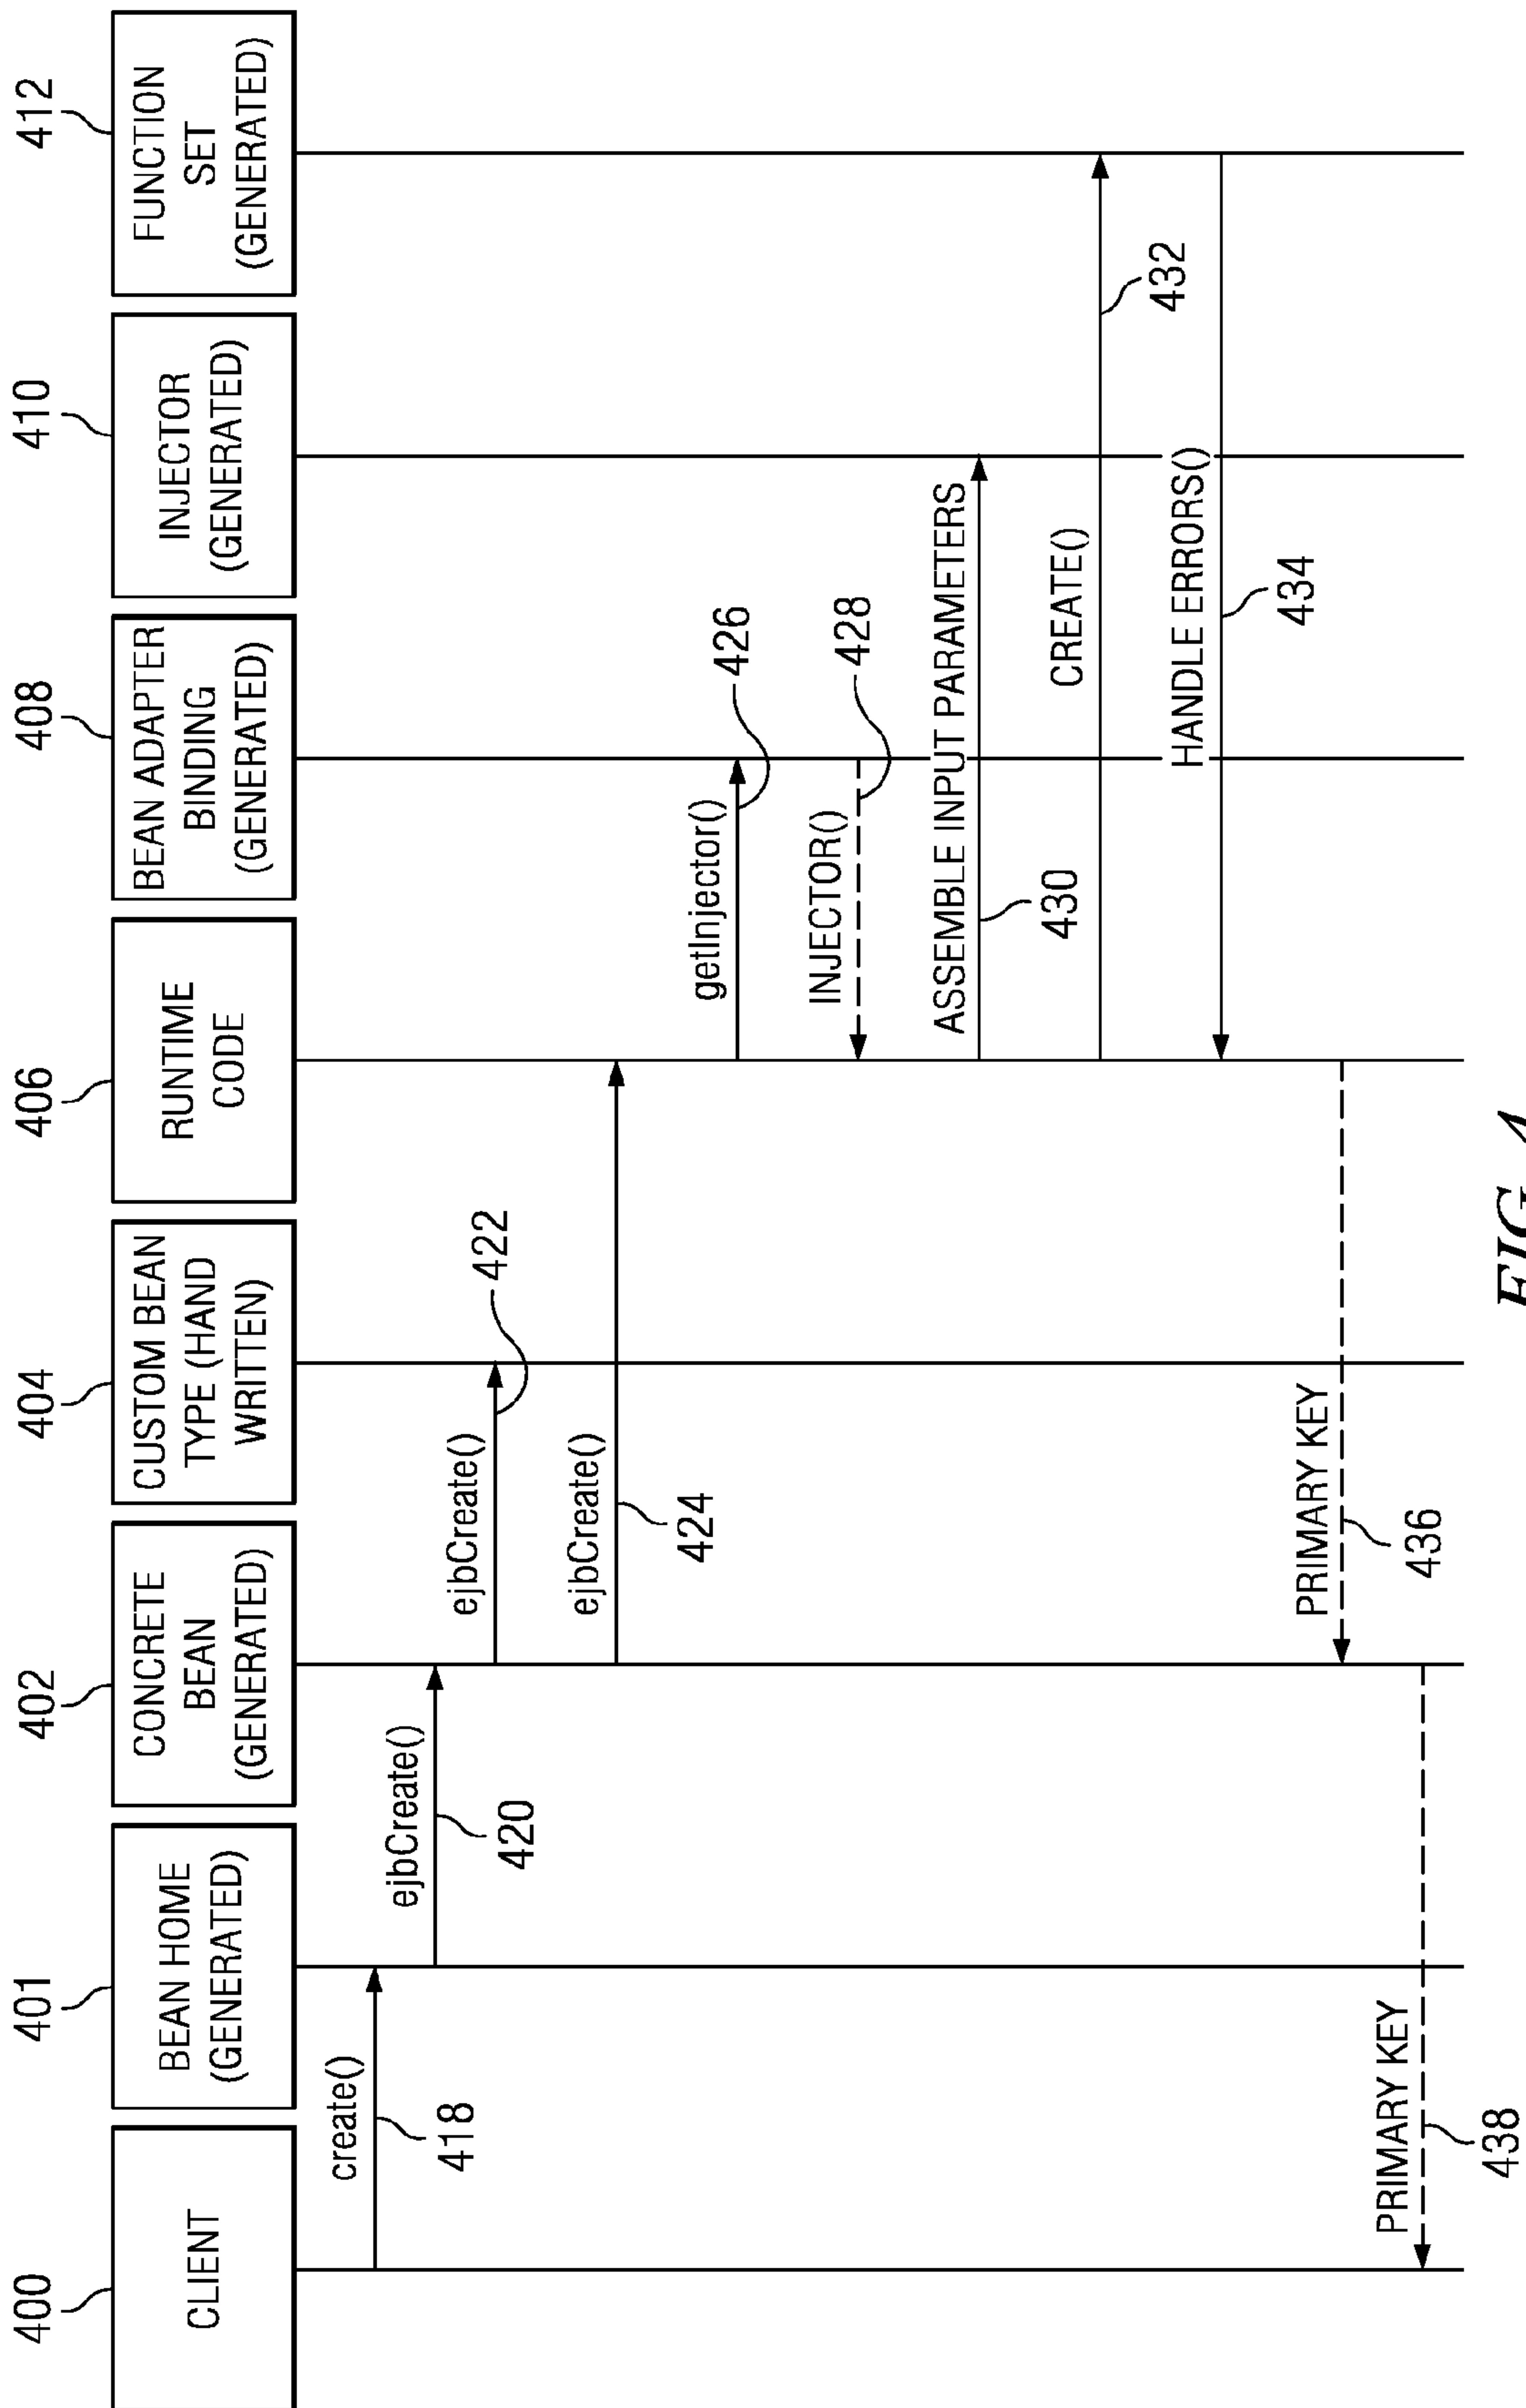 400
401
402
404
406
408
410
412
CLIENT
BEAN HOME
(GENERATED)
CONCRETE
BEAN
(GENERATED)
CUSTOM BEAN
TYPE (HAND
WRITTEN)
RUNTIME
CODE
BEAN ADAPTER
BINDING
(GENERATED)
INJECTOR
(GENERATED)
FUNCTION
SET
(GENERATED)
create()
418
ejbCreate()
420
ejbCreate()
422
ejbCreate()
424
getInjector()
426
INJECTOR()
428
ASSEMBLE INPUT PARAMETERS
430
CREATE()
432
HANDLE ERRORS()
434
PRIMARY KEY
436
PRIMARY KEY
438
FIG. 4